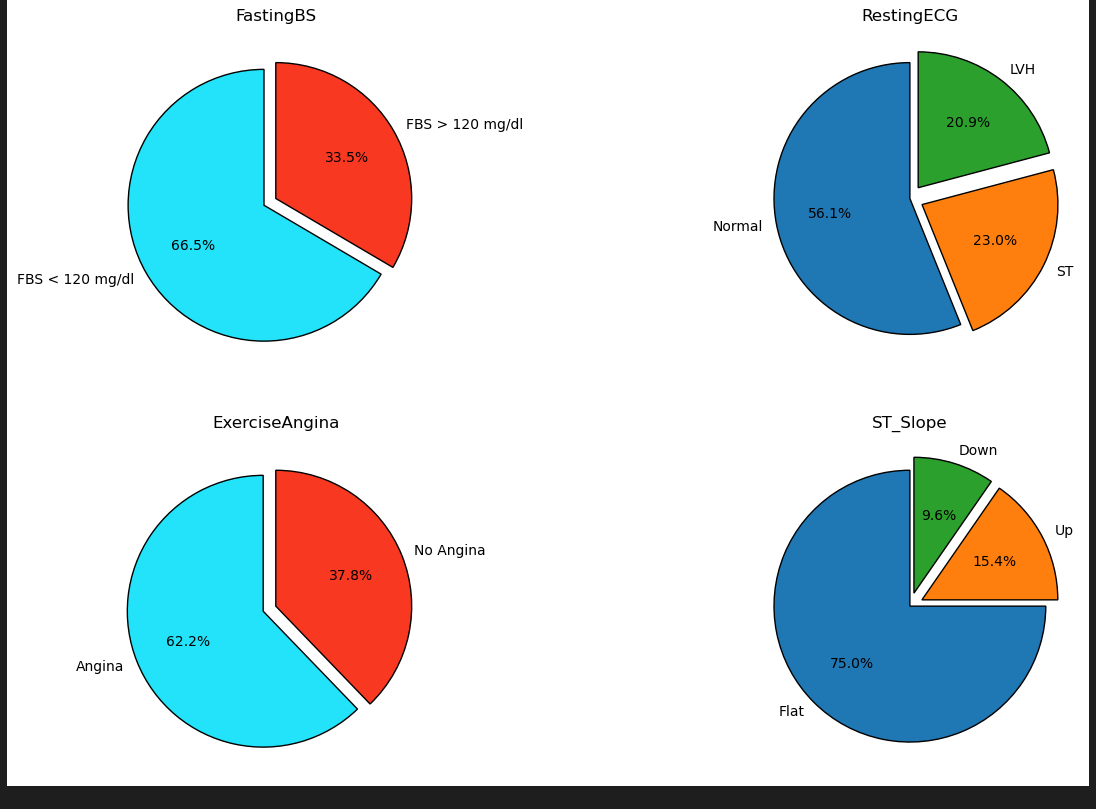 FastingBS
FBS > 120 mg/dl
33.5%
66.5%
FBS < 120 mg/dl
RestingECG
LVH
20.9%
56.1%
Normal
23.0%
ST
ExerciseAngina
No Angina
37.8%
62.2%
Angina
ST_Slope
Down
9.6%
Up
15.4%
75.0%
Flat